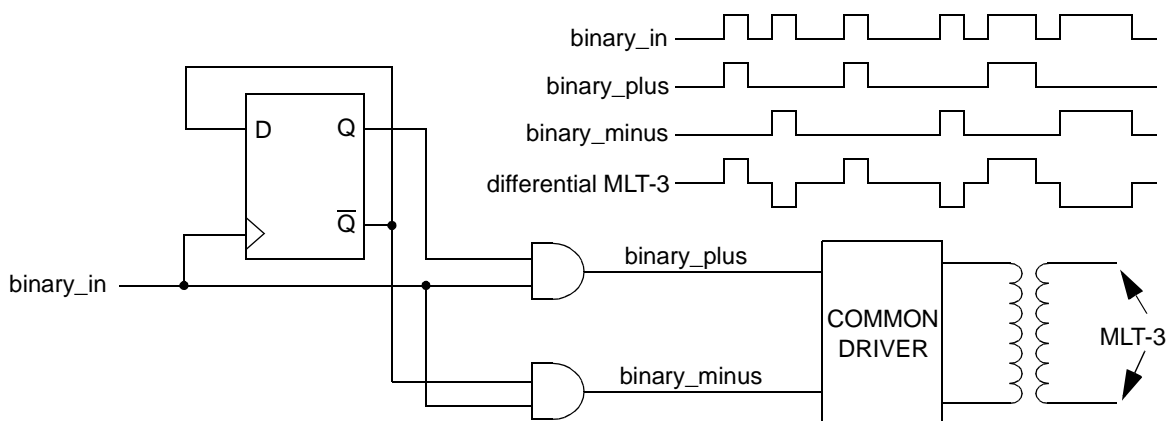 binary_in
binary_plus
binary_minus
differential MLT-3
D Q
Q̅
binary_in
binary_plus
binary_minus
COMMON
DRIVER
MLT-3